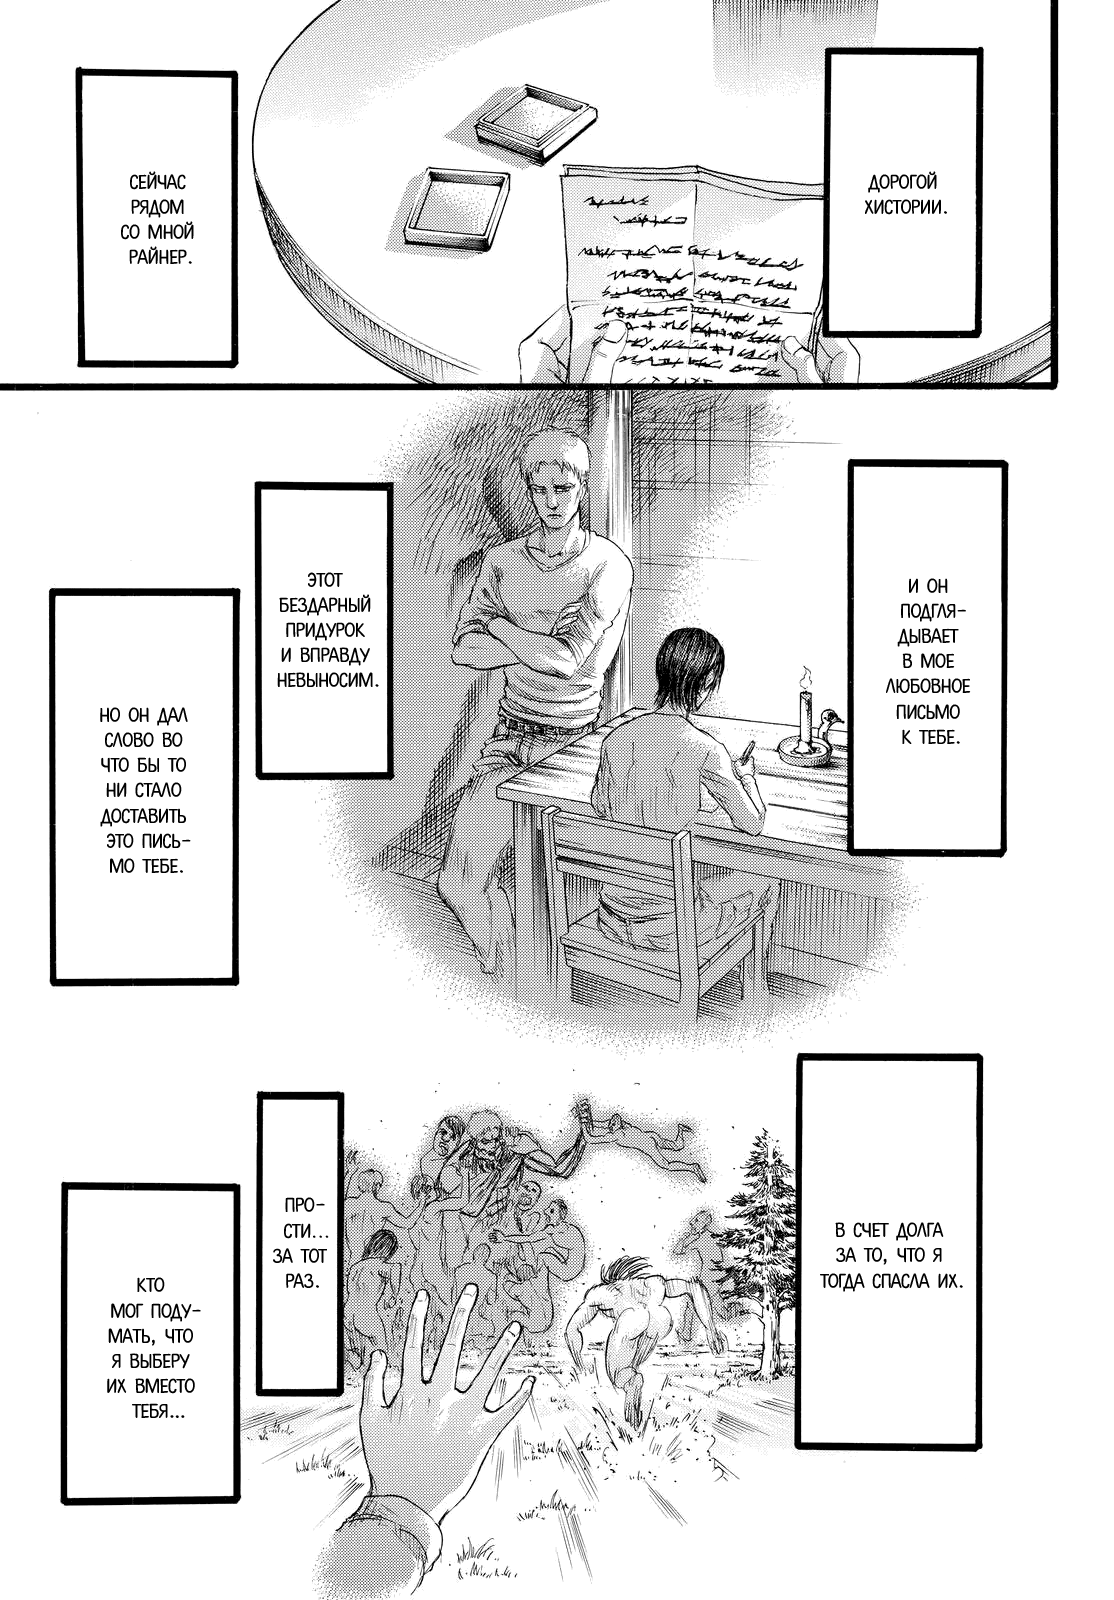 ДОРОГОЙ
ХИСТОРИИ.
СЕЙЧАС
РЯДОМ
СО МНОЙ
РАЙНЕР.
И ОН
ПОДГЛЯ-
ДЫВАЕТ
В МОЕ
ЛЮБОВНОЕ
ПИСЬМО
К ТЕБЕ.
ЭТОТ
БЕЗДАРНЫЙ
ПРИДУРОК
И ВПРАВДУ
НЕВЫНОСИМ.
НО ОН ДАЛ
СЛОВО ВО
ЧТО БЫ ТО
НИ СТАЛО
ДОСТАВИТЬ
ЭТО ПИСЬ-
МО ТЕБЕ.
В СЧЕТ ДОЛГА
ЗА ТО, ЧТО Я
ТОГДА СПАСЛА ИХ.
ПРО-
СТИ...
ЗА ТОТ
РАЗ.
КТО
МОГ ПОДУ-
МАТЬ, ЧТО
Я ВЫБЕРУ
ИХ ВМЕСТО
ТЕБЯ...